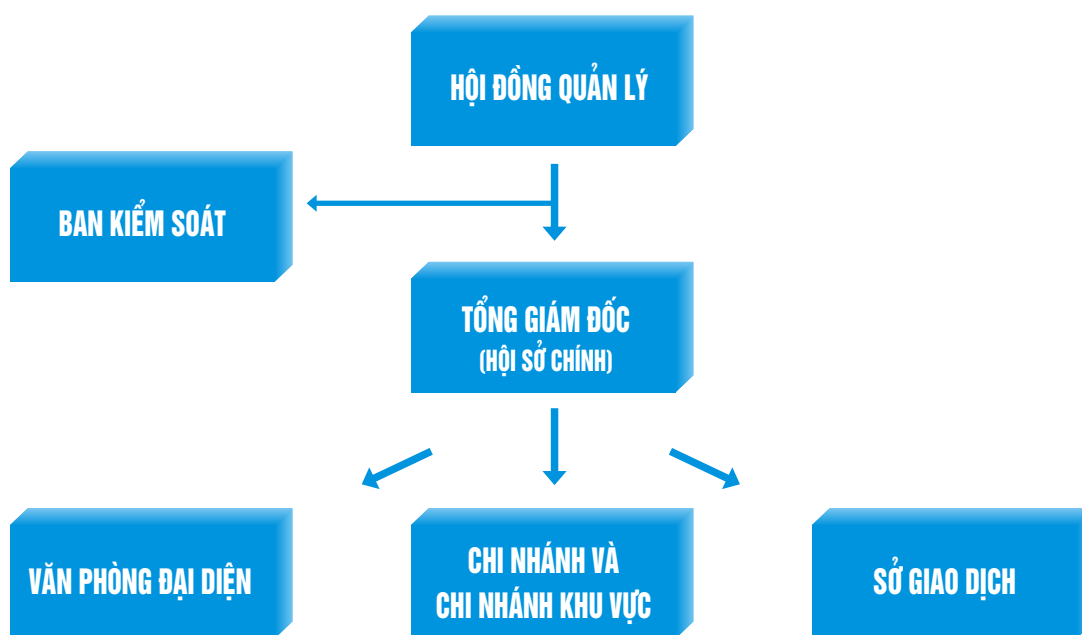 HỘI ĐỒNG QUẢN LÝ
BAN KIỂM SOÁT
TỔNG GIÁM ĐỐC
(HỘI SỞ CHÍNH)
VĂN PHÒNG ĐẠI DIỆN
CHI NHÁNH VÀ
CHI NHÁNH KHU VỰC
SỞ GIAO DỊCH